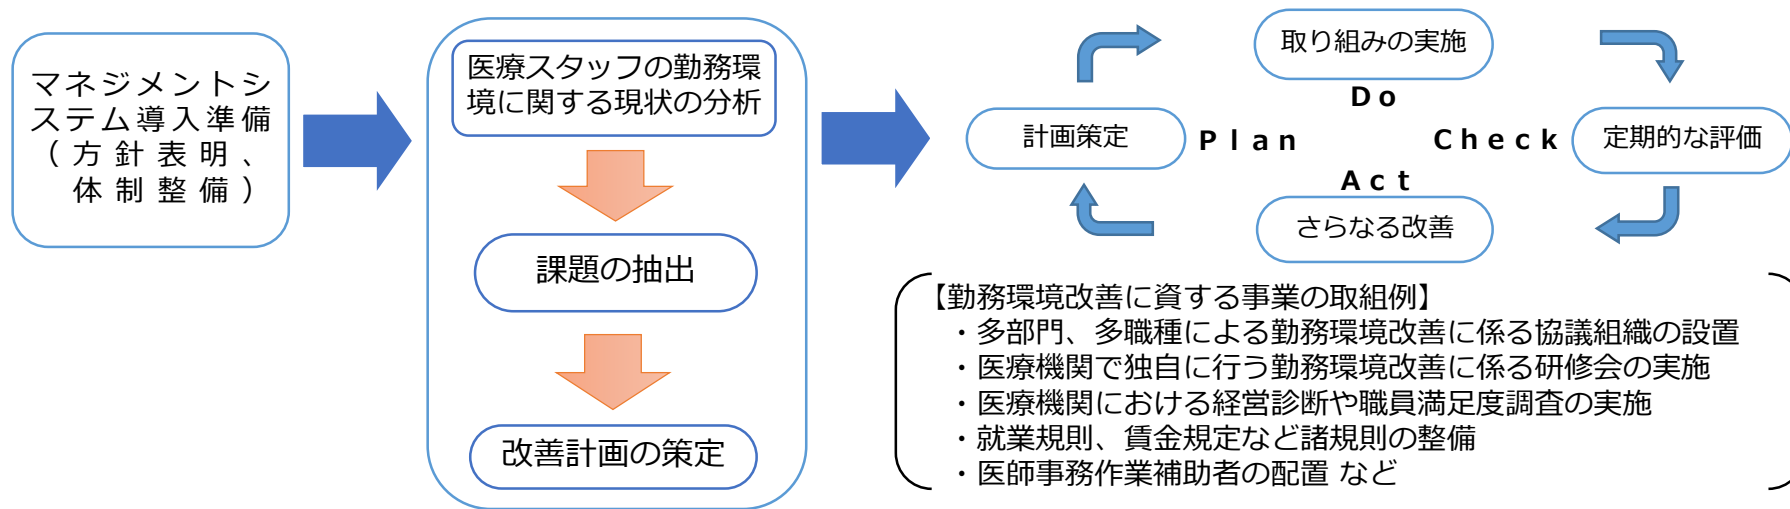 マネジメントシ
ステム導入準備
（方針表明、
体制整備）
医療スタッフの勤務環
境に関する現状の分析
課題の抽出
改善計画の策定
取り組みの実施
Do
計画策定
Plan
Check
定期的な評価
Act
さらなる改善
【勤務環境改善に資する事業の取組例】
・多部門、多職種による勤務環境改善に係る協議組織の設置
・医療機関で独自に行う勤務環境改善に係る研修会の実施
・医療機関における経営診断や職員満足度調査の実施
・就業規則、賃金規定など諸規則の整備
・医師事務作業補助者の配置 など